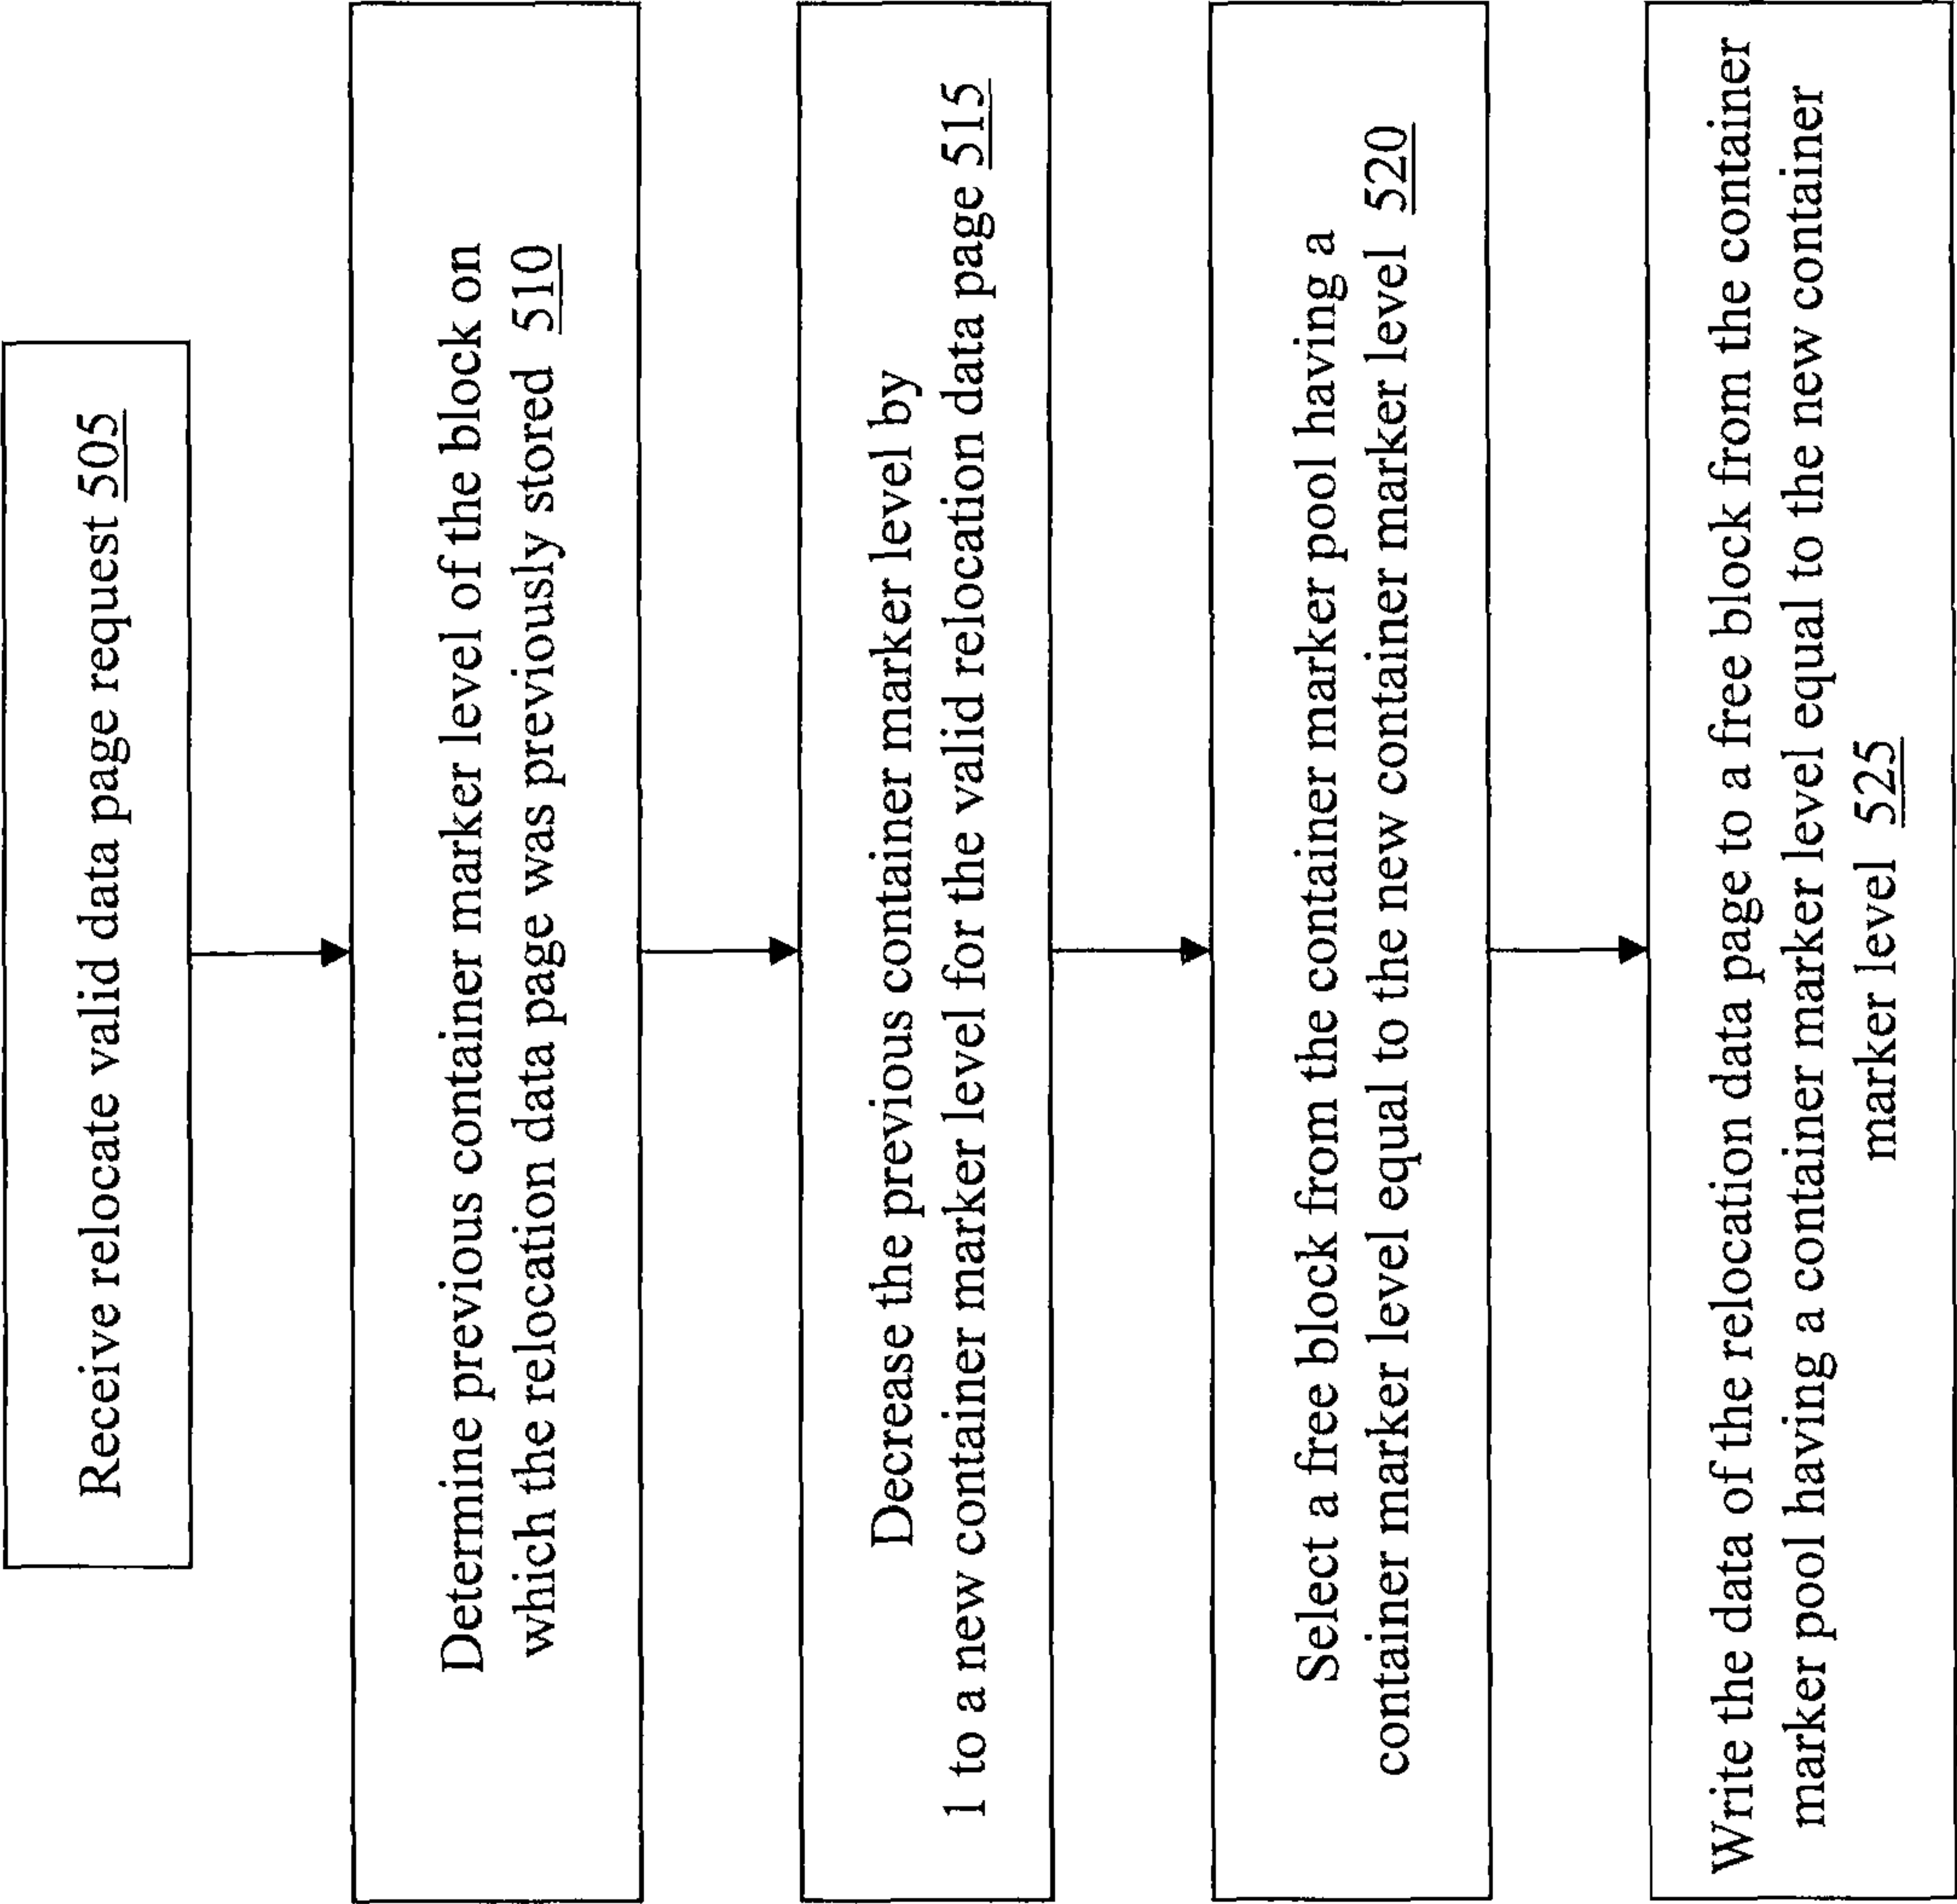 Receive relocate valid data page request 505
Determine previous container marker level of the block on
which the relocation data page was previously stored 510
Decrease the previous container marker level by
1 to a new container marker level for the valid relocation data page 515
Select a free block from the container marker pool having a
container marker level equal to the new container marker level 520
Write the data of the relocation data page to a free block from the container
marker pool having a container marker level equal to the new container
marker level 525